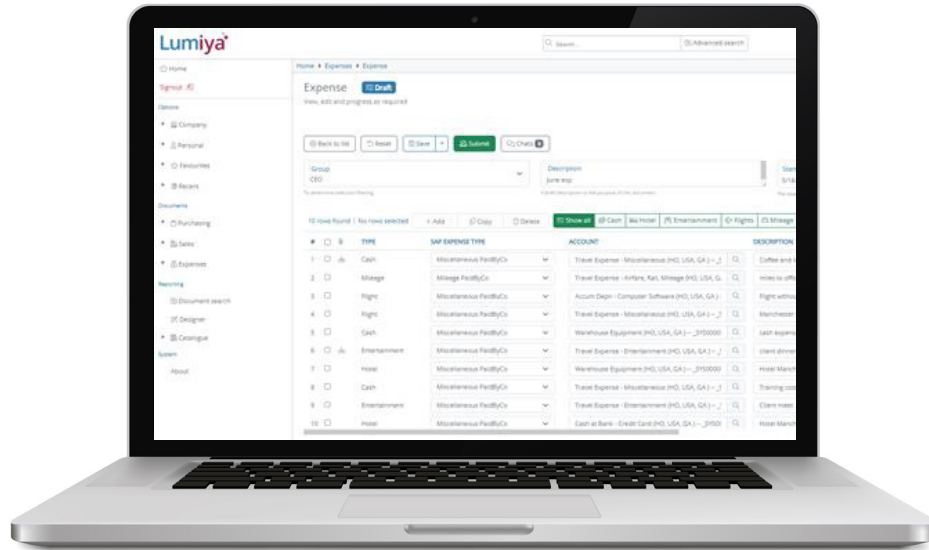 Lumiya
Search...
Advanced search
Home
Signout
Options
Company
Personal
Favourites
Recent
Documents
Purchasing
Sales
Expenses
Reporting
Document search
Designer
Catalogue
System
About
Home Expenses Expense
Expense Draft
View, edit and progress as required
Back to list Reset Save Submit Chats 0
Group
CEO
Description
June exp
10 rows found | No rows selected + Add Copy Delete Show all Cash Hotel Entertainment Flights Mileage
# TYPE SAP EXPENSE TYPE ACCOUNT DESCRIPTION
1 Cash Miscellaneous PaidByCo Travel Expense - Miscellaneous (HO, USA, GA ) -- Coffee and
2 Mileage Mileage PaidByCo Travel Expense - Airfare, Rail, Mileage (HO, USA, G miles to offi
3 Flight Miscellaneous PaidByCo Accum Depn - Computer Software (HO, USA, GA ) Flight witho
4 Flight Miscellaneous PaidByCo Travel Expense - Miscellaneous (HO, USA, GA ) -- Manchester
5 Cash Miscellaneous PaidByCo Warehouse Equipment (HO, USA, GA ) -- _SYS0000 cash expens
6 Entertainment Miscellaneous PaidByCo Travel Expense - Entertainment (HO, USA, GA ) -- client dinner
7 Hotel Miscellaneous PaidByCo Warehouse Equipment (HO, USA, GA ) -- _SYS0000 Hotel Manch
8 Cash Miscellaneous PaidByCo Travel Expense - Miscellaneous (HO, USA, GA ) -- Training cos
9 Entertainment Miscellaneous PaidByCo Travel Expense - Entertainment (HO, USA, GA ) -- Client meet
10 Hotel Miscellaneous PaidByCo Cash at Bank - Credit Card (HO, USA, GA ) -- _SYS0 Hotel Manch